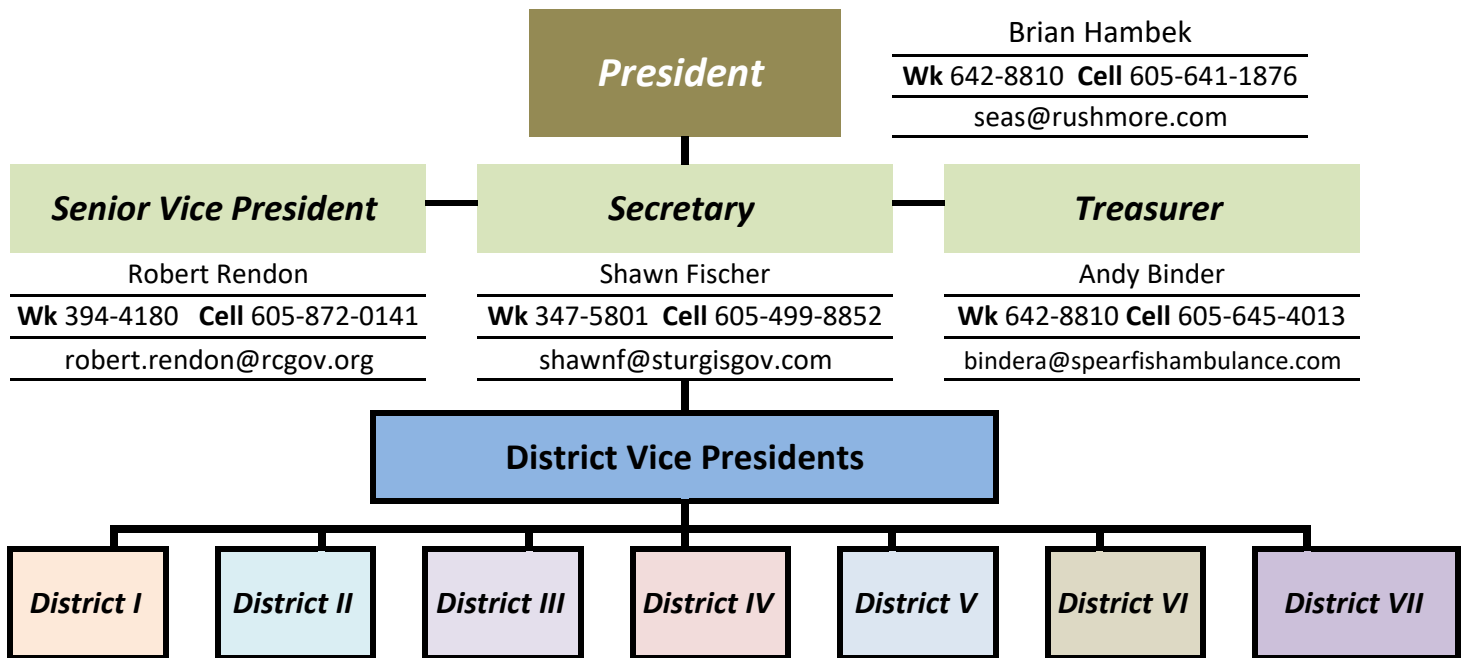 President
Brian Hambek
Wk 642-8810 Cell 605-641-1876
seas@rushmore.com
Senior Vice President
Secretary
Treasurer
Robert Rendon
Shawn Fischer
Andy Binder
Wk 394-4180 Cell 605-872-0141
Wk 347-5801 Cell 605-499-8852
Wk 642-8810 Cell 605-645-4013
robert.rendon@rcgov.org
shawnf@sturgisgov.com
bindera@spearfishambulance.com
District Vice Presidents
District I
District II
District III
District IV
District V
District VI
District VII